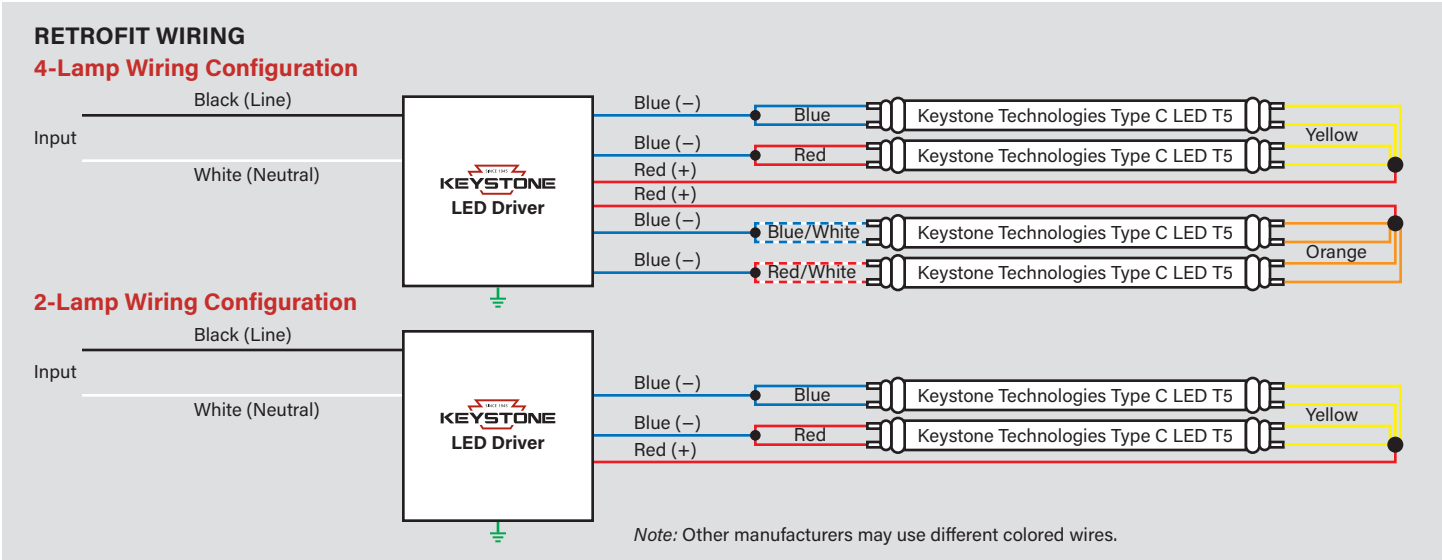 RETROFIT WIRING
4-Lamp Wiring Configuration
Black (Line)
Input
White (Neutral)
SINCE 1945
KEYSTONE
LED Driver
Blue (−)
Blue
Keystone Technologies Type C LED T5
Yellow
Blue (−)
Red
Keystone Technologies Type C LED T5
Red (+)
Red (+)
Blue (−)
Blue/White
Keystone Technologies Type C LED T5
Orange
Blue (−)
Red/White
Keystone Technologies Type C LED T5
2-Lamp Wiring Configuration
Black (Line)
Input
White (Neutral)
SINCE 1945
KEYSTONE
LED Driver
Blue (−)
Blue
Keystone Technologies Type C LED T5
Yellow
Blue (−)
Red
Keystone Technologies Type C LED T5
Red (+)
Note: Other manufacturers may use different colored wires.